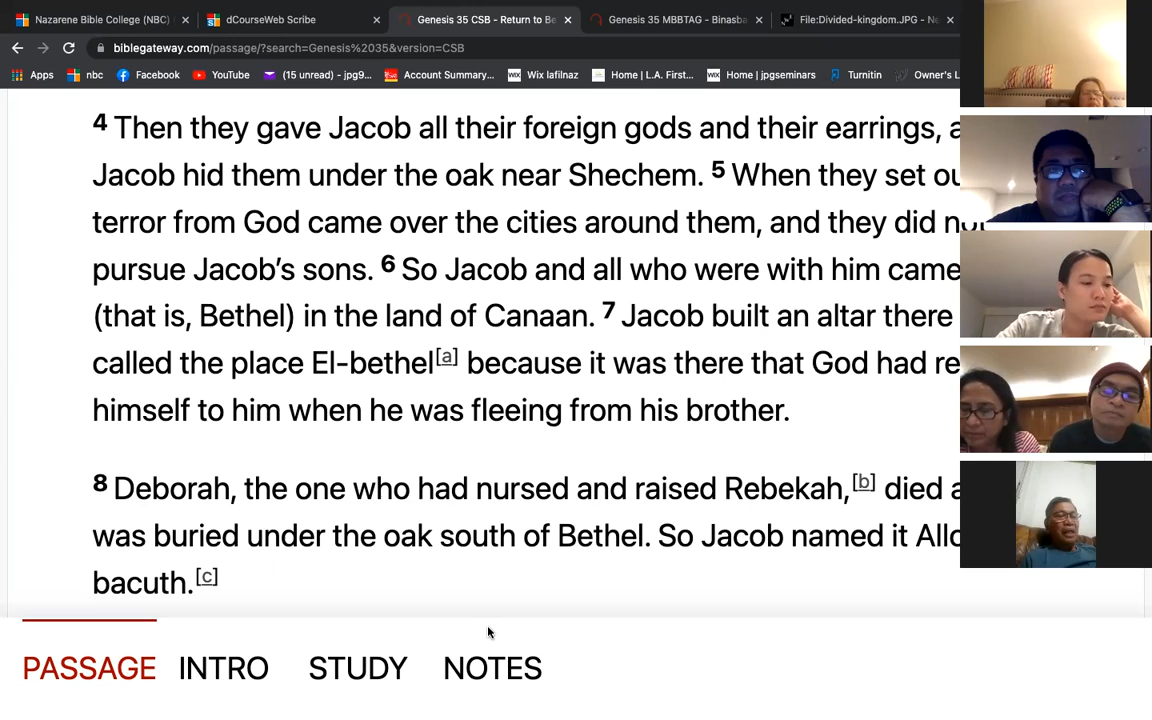 Nazarene Bible College (NBC)
dCourseWeb Scribe
Genesis 35 CSB - Return to Be
Genesis 35 MBBTAG - Binasba
File:Divided-kingdom.JPG - Ne
biblegateway.com/passage/?search=Genesis%2035&version=CSB
Apps nbc Facebook YouTube (15 unread) - jpg9... Account Summary... Wix lafilnaz Home | L.A. First... Home | jpgseminars Turnitin Owner's L
4 Then they gave Jacob all their foreign gods and their earrings, a
Jacob hid them under the oak near Shechem. 5 When they set ou
terror from God came over the cities around them, and they did not
pursue Jacob's sons. 6 So Jacob and all who were with him came
(that is, Bethel) in the land of Canaan. 7 Jacob built an altar there
called the place El-bethel[a] because it was there that God had re
himself to him when he was fleeing from his brother.
8 Deborah, the one who had nursed and raised Rebekah,[b] died a
was buried under the oak south of Bethel. So Jacob named it Allo
bacuth.[c]
PASSAGE INTRO STUDY NOTES